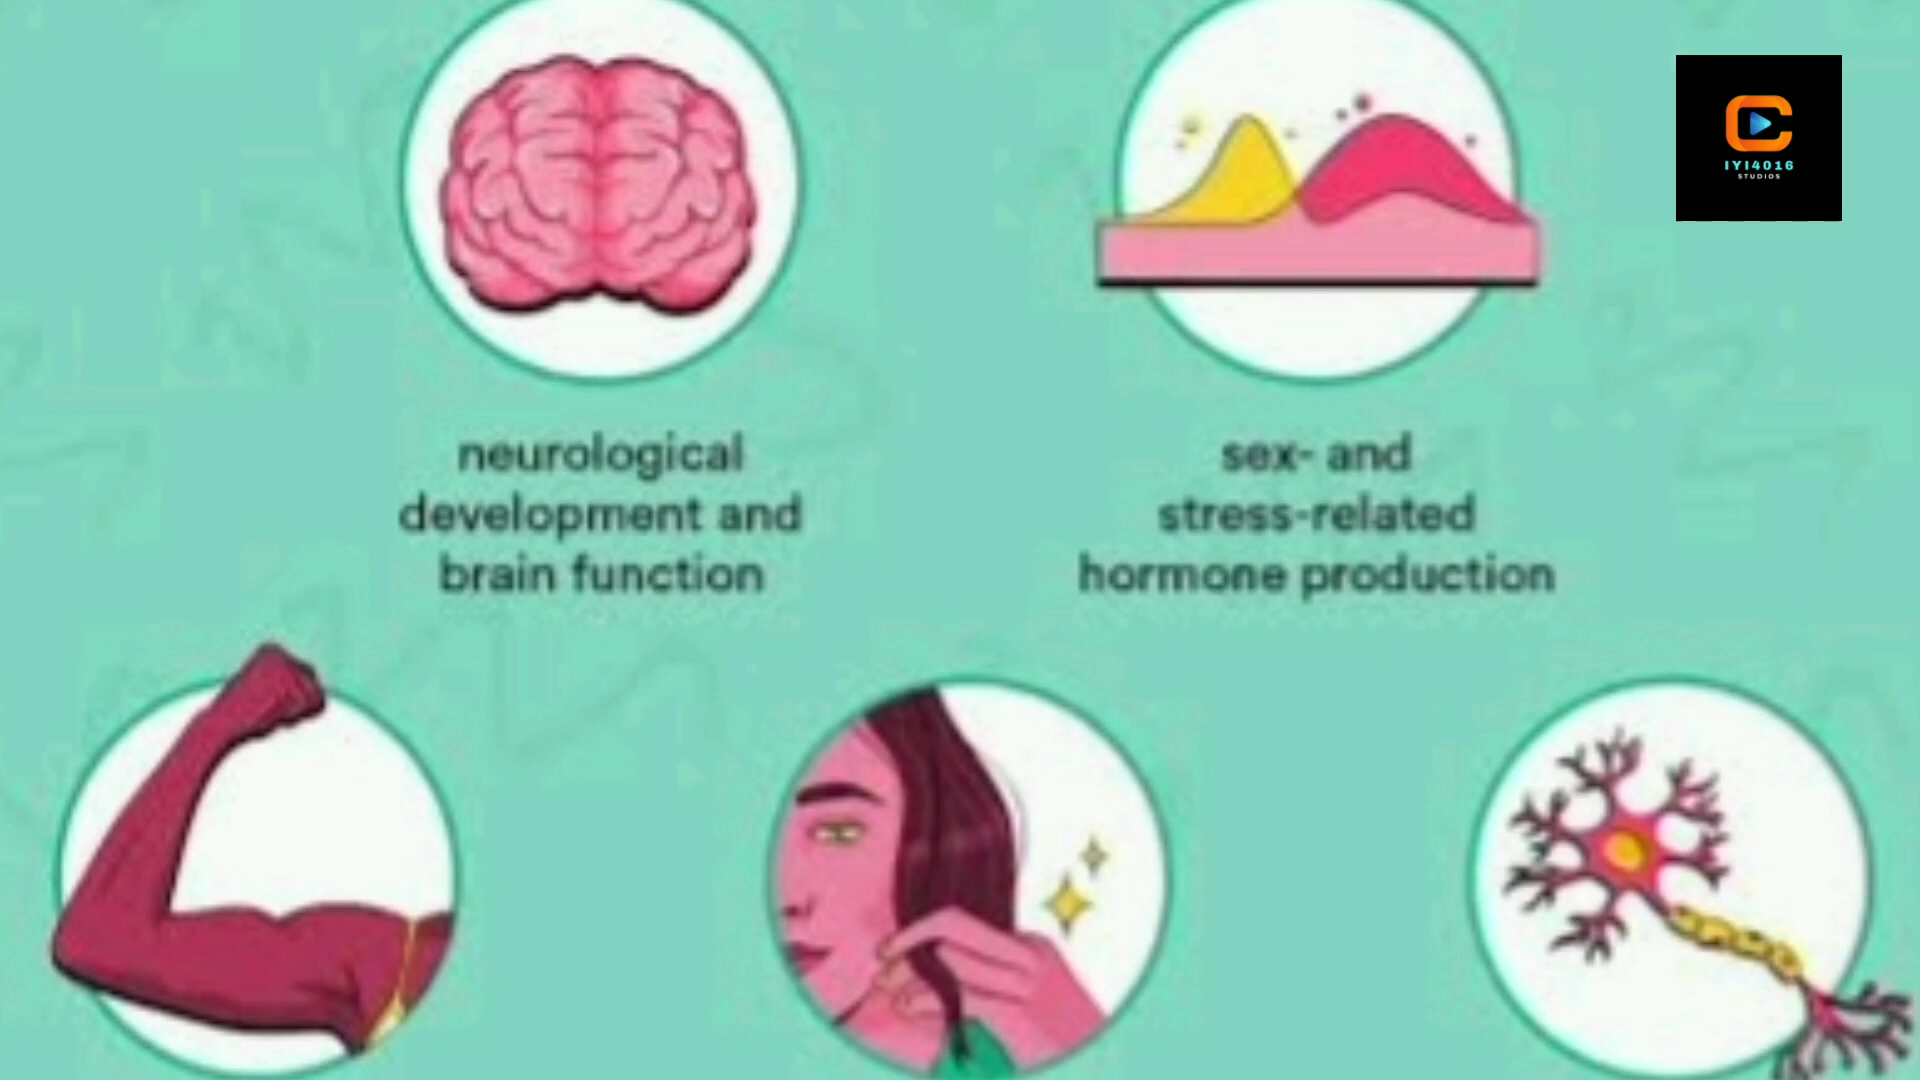 IYI4016
STUDIOS
neurological
development and
brain function
sex- and
stress-related
hormone production